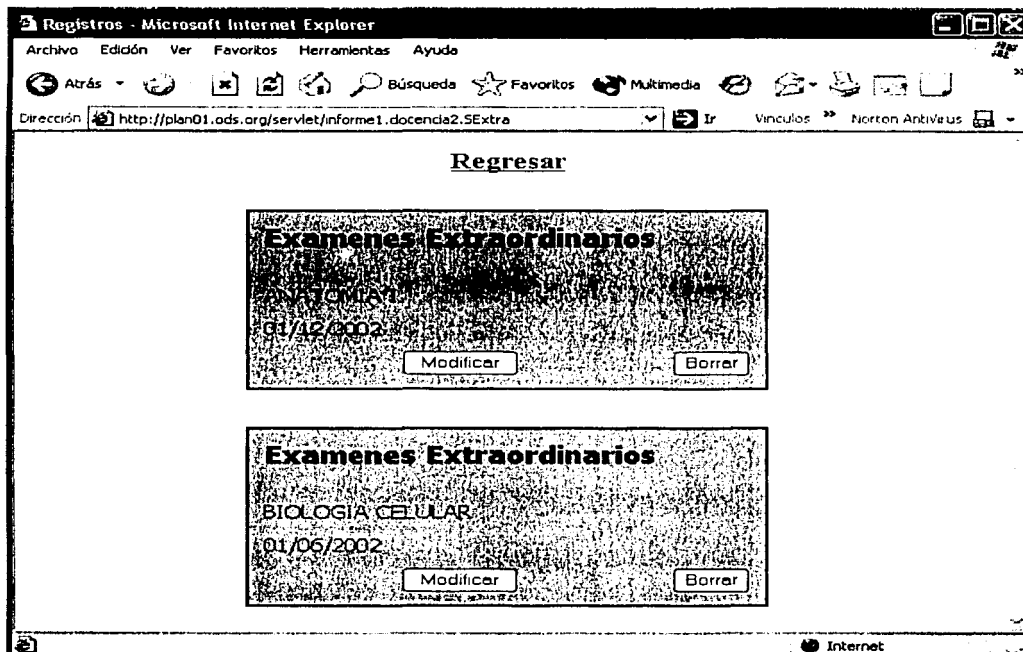 Registros - Microsoft Internet Explorer
Archivo Edición Ver Favoritos Herramientas Ayuda
Atrás Búsqueda Favoritos Multimedia
Dirección http://plan01.ods.org/servlet/informe1.docencia2.SExtra Ir Vínculos » Norton AntiVirus
Regresar
Examenes Extraordinarios
ANATOMIA I
01/12/2002
Modificar Borrar
Examenes Extraordinarios
BIOLOGIA CELULAR
01/06/2002
Modificar Borrar
Internet